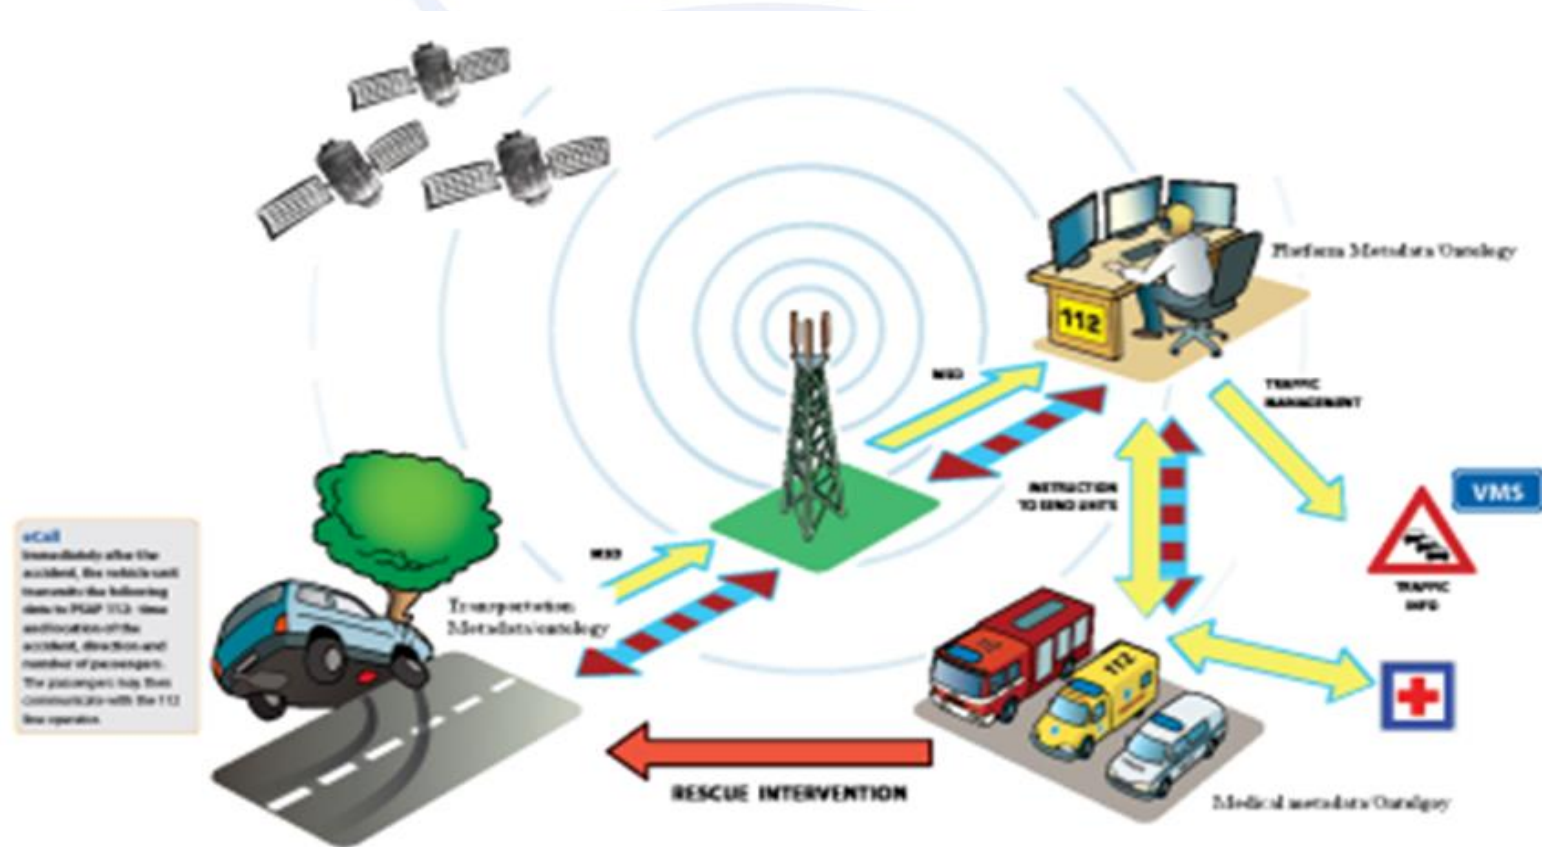 Platform Metadata/Ontology
112
MSD
TRAFFIC
MANAGEMENT
INSTRUCTION
TO SEND UNITS
VMS
eCall
Immediately after the
accident, the vehicle unit
transmits the following
data to PSAP 112: time
and location of the
accident, direction and
number of passengers.
The passengers may then
communicate with the 112
line operator.
MSD
Transportation
Metadata/ontology
TRAFFIC
INFO
112
RESCUE INTERVENTION
Medical metadata/Ontology